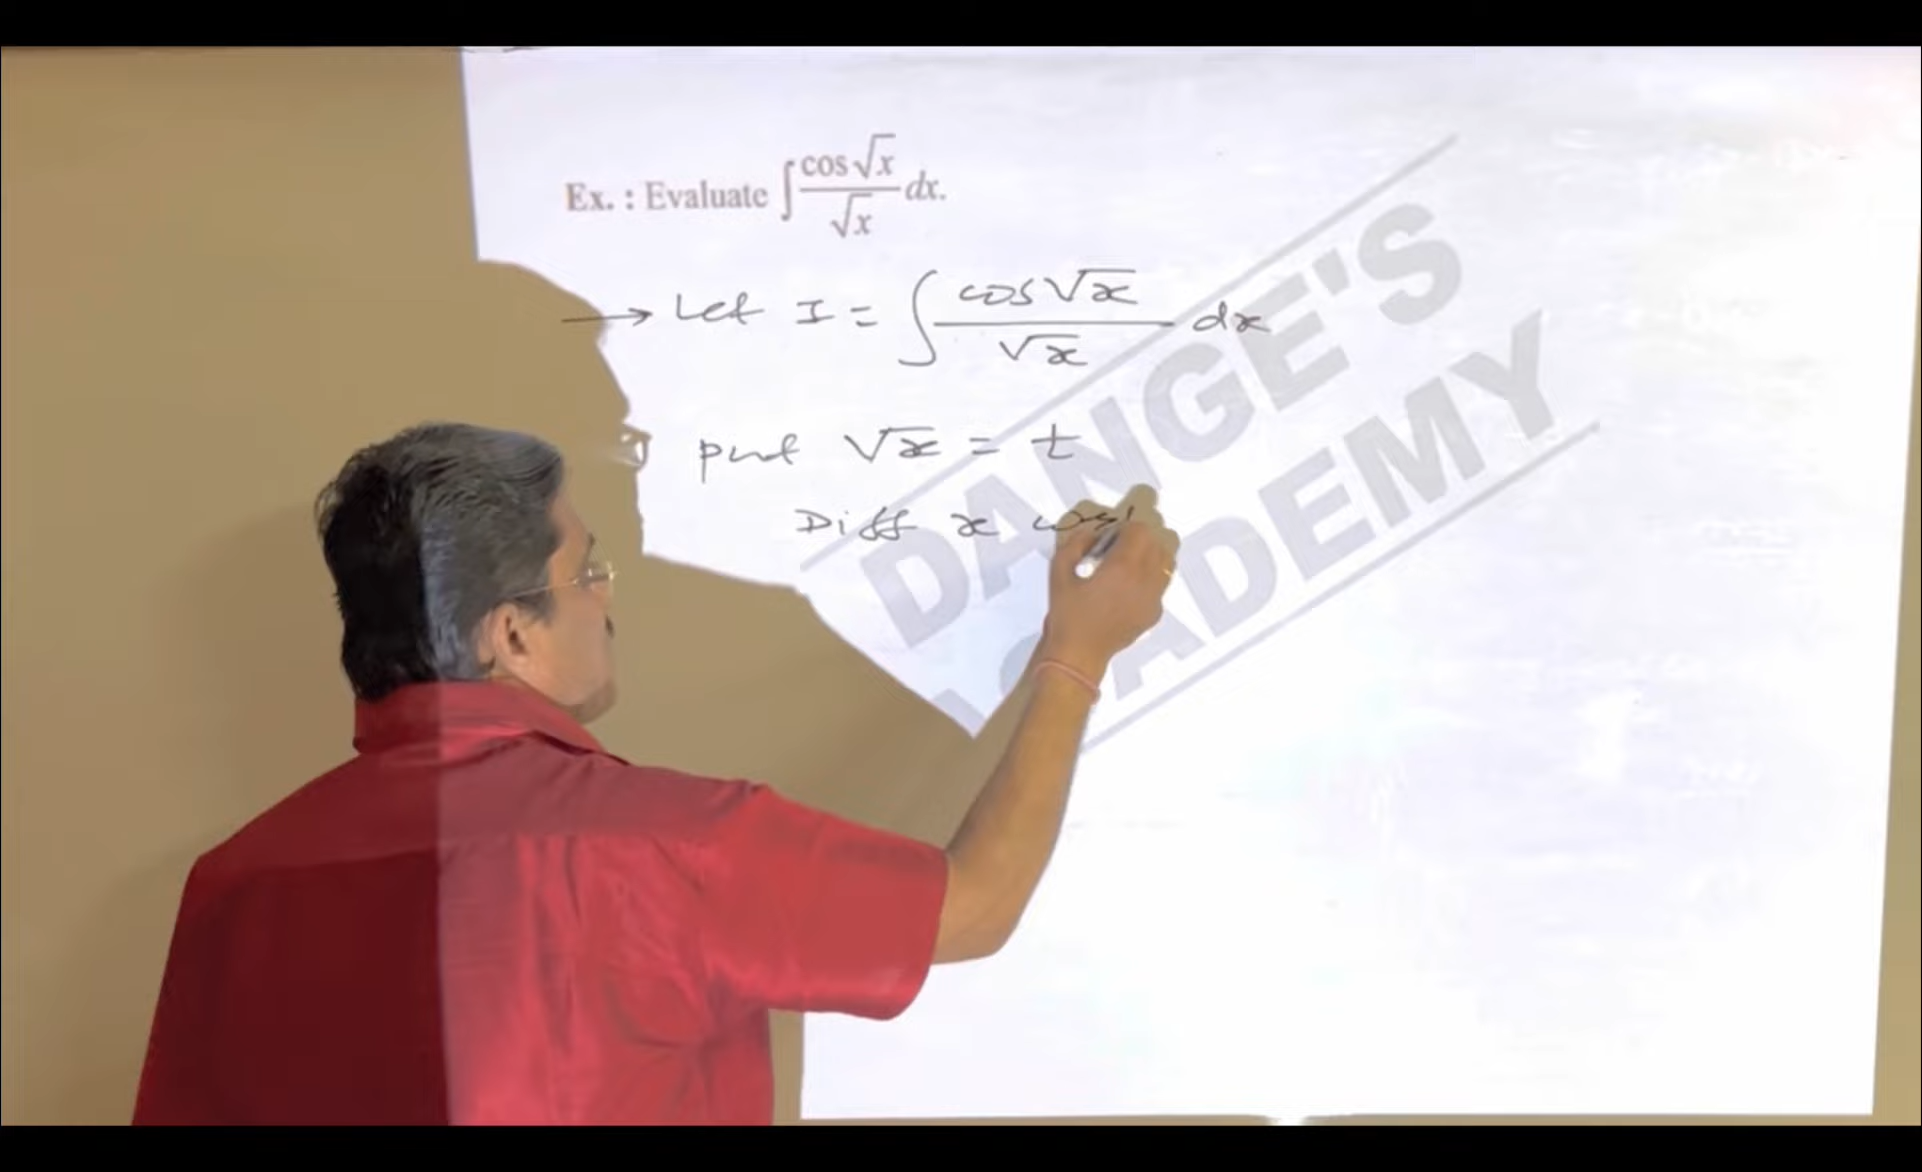 Ex. : Evaluate ∫ cos√x / √x dx.
→ Let I = ∫ cos√x / √x dx
put √x = t
Diff x w
DANGE'S
ACADEMY